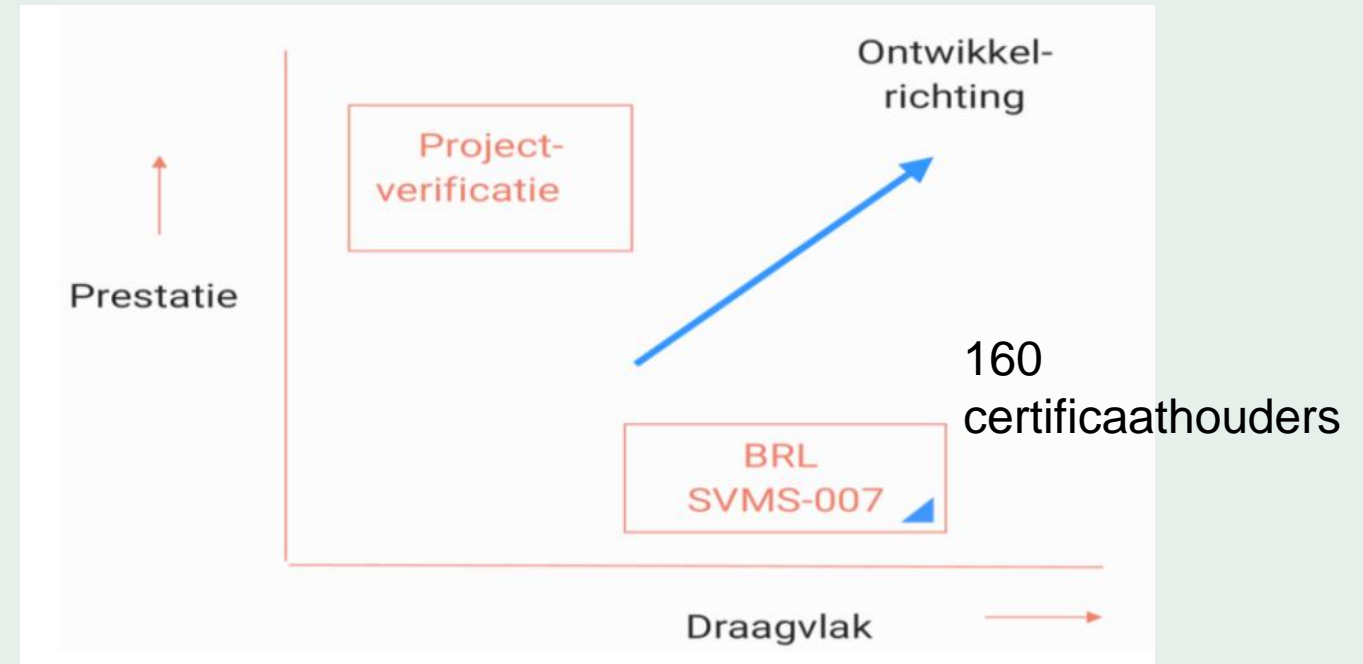 Ontwikkel-
richting
Project-
verificatie
Prestatie
160
certificaathouders
BRL
SVMS-007
Draagvlak